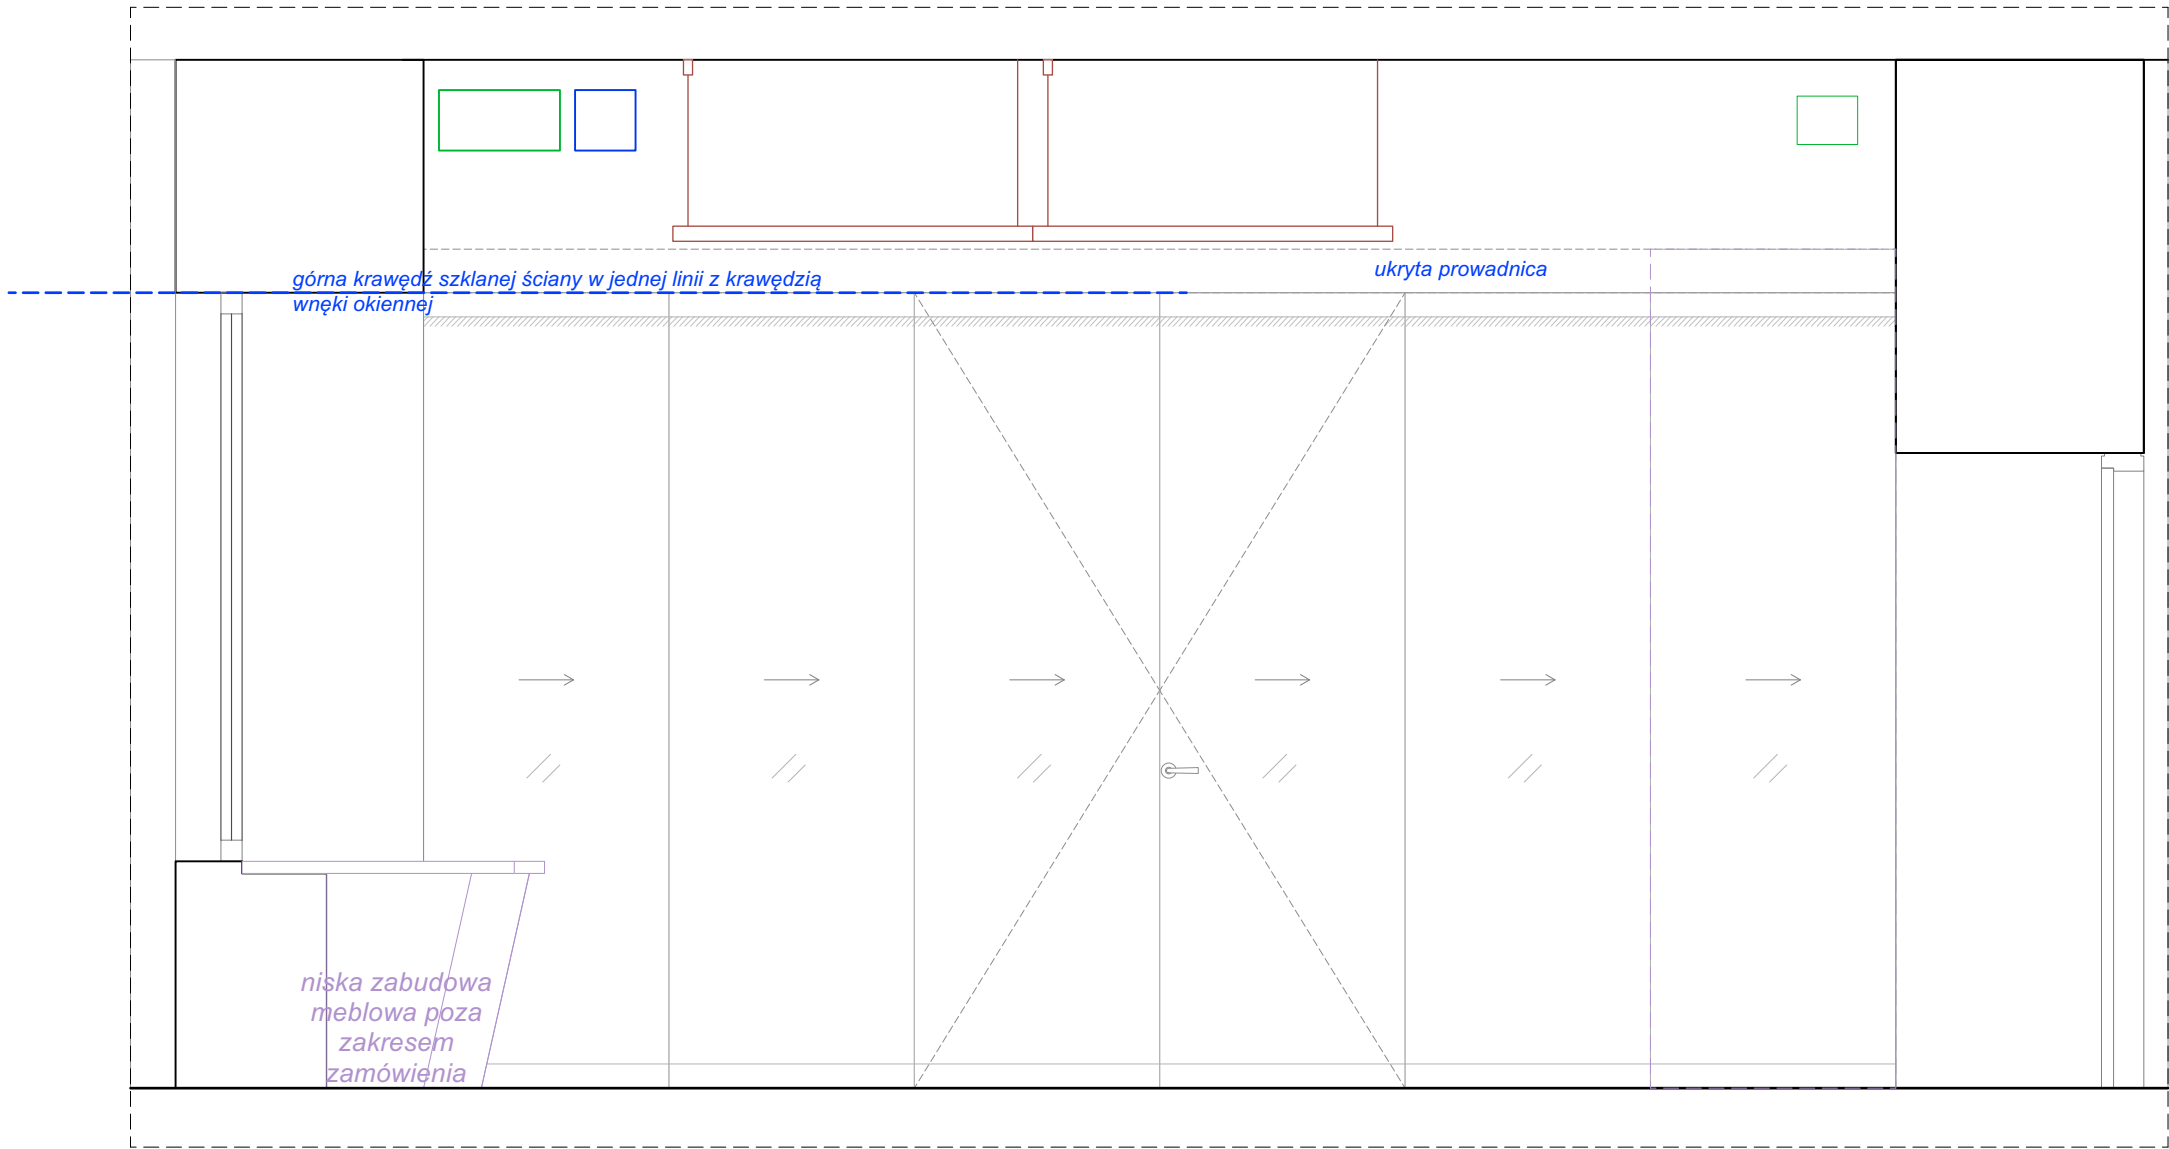 górna krawędź szklanej ściany w jednej linii z krawędzią
wnęki okiennej
ukryta prowadnica
niska zabudowa
meblowa poza
zakresem
zamówienia